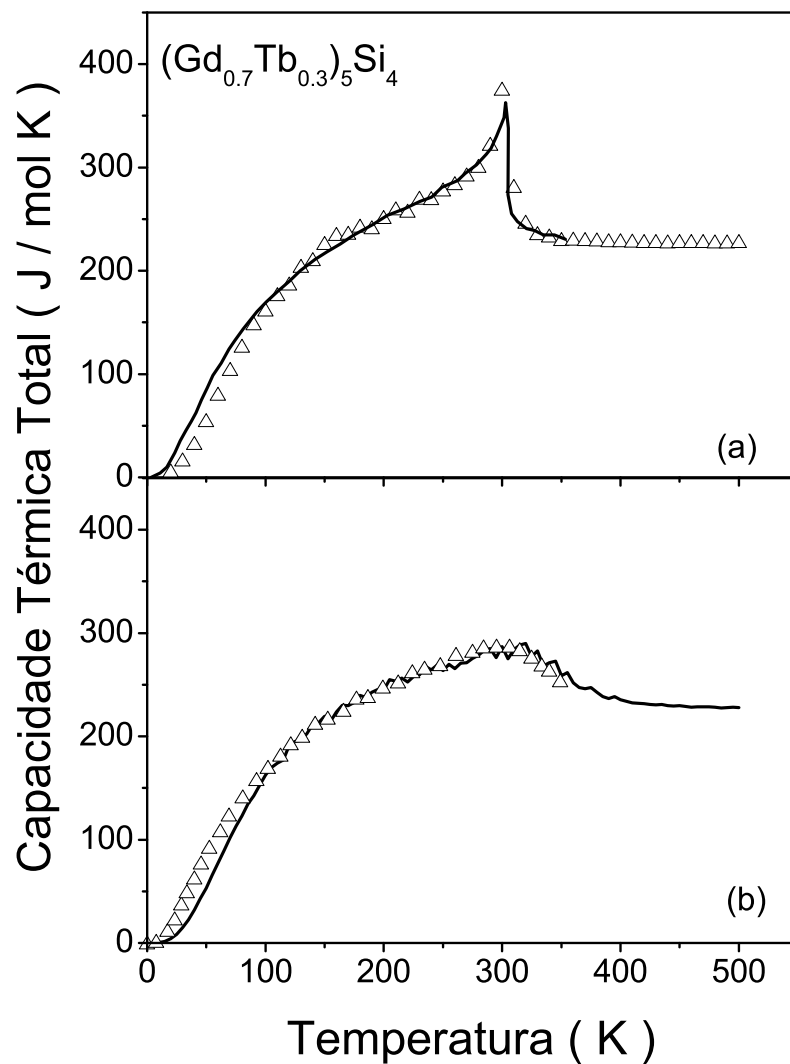 (Gd0.7Tb0.3)5Si4
400
300
200
100
0
(a)
400
300
200
100
0
(b)
0 100 200 300 400 500
Capacidade Térmica Total ( J / mol K )
Temperatura ( K )